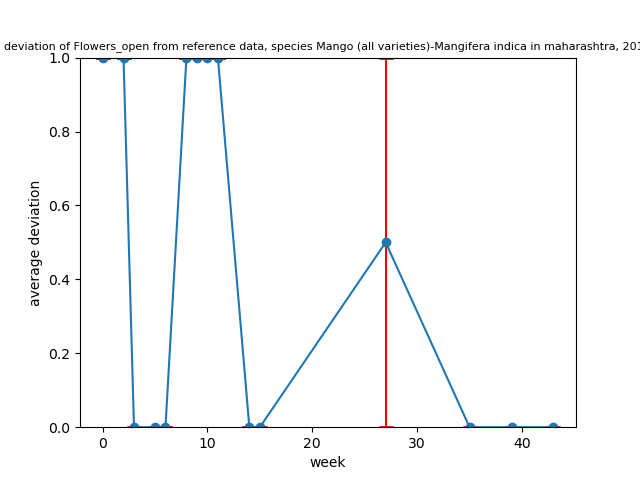 deviation of Flowers_open from reference data, species Mango (all varieties)-Mangifera indica in maharashtra,
1.0
0.8
0.6
0.4
0.2
0.0
average deviation
0 10 20 30 40
week